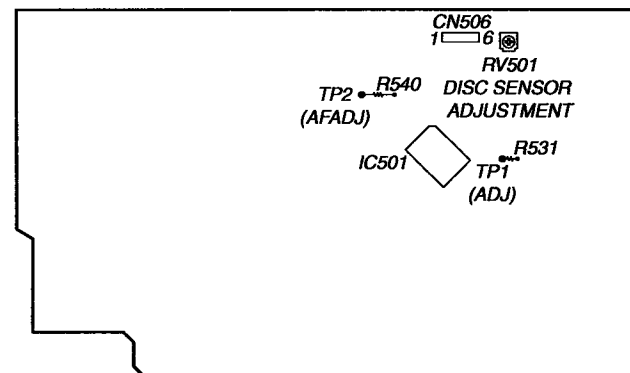 CN506
1 6
RV501
DISC SENSOR
ADJUSTMENT
TP2 R540
(AFADJ)
IC501
R531
TP1
(ADJ)